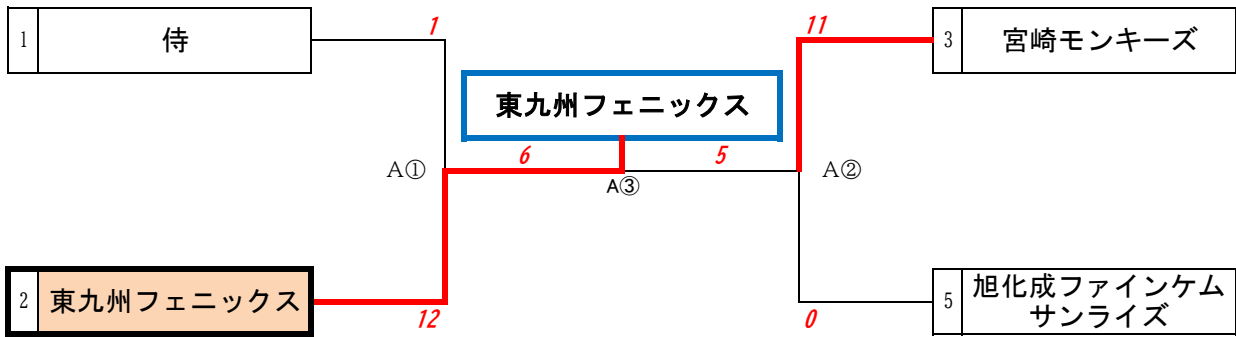 1 侍
1
11
3 宮崎モンキーズ
東九州フェニックス
6
5
A①
A③
A②
2 東九州フェニックス
12
0
5 旭化成ファインケム
サンライズ